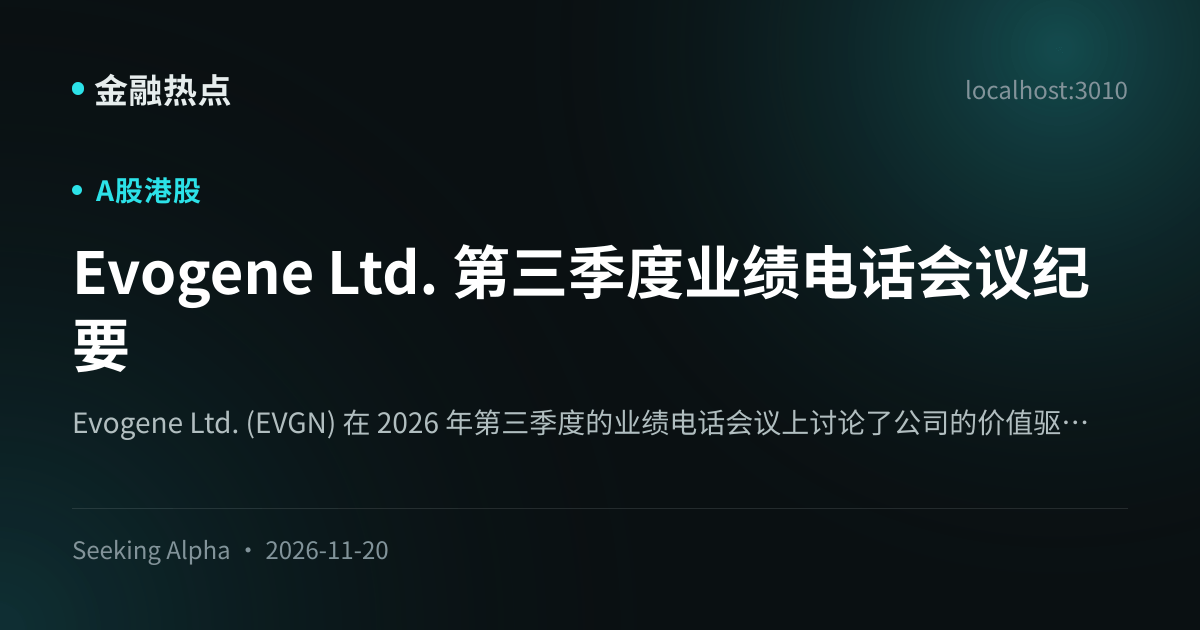 金融热点
localhost:3010
A股港股
Evogene Ltd. 第三季度业绩电话会议纪
要
Evogene Ltd. (EVGN) 在 2026 年第三季度的业绩电话会议上讨论了公司的价值驱…
Seeking Alpha · 2026-11-20